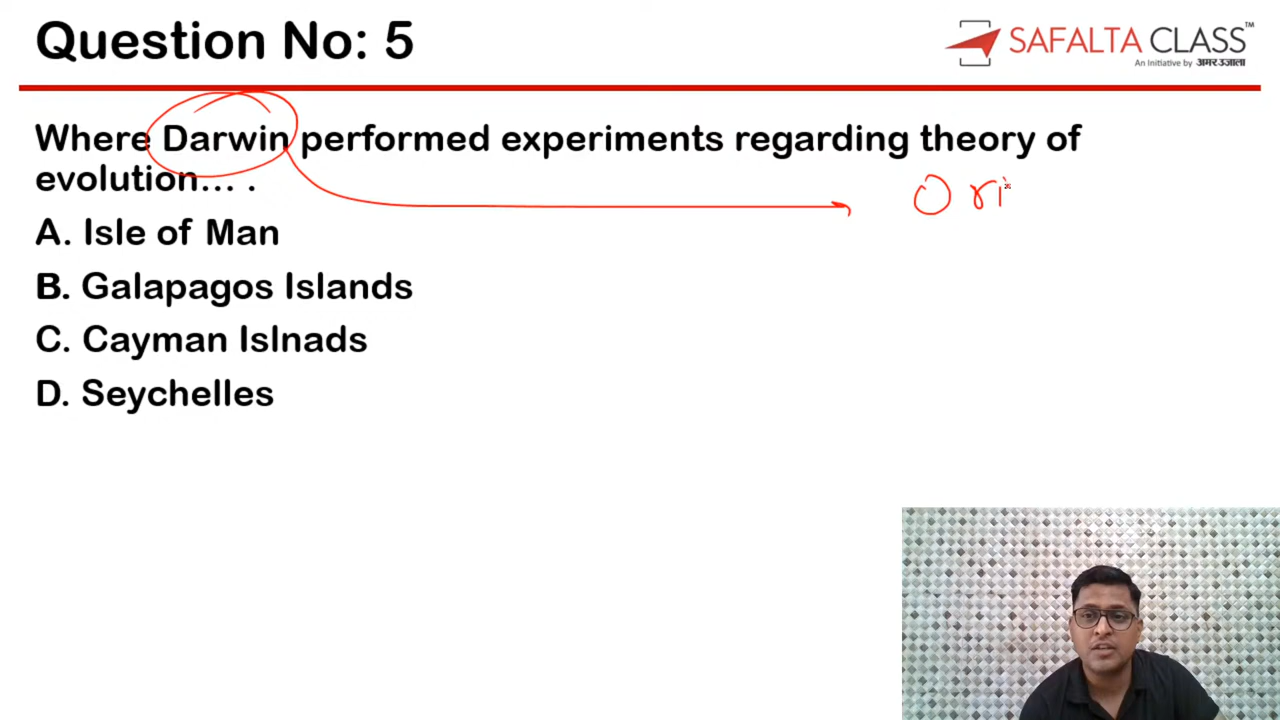 Question No: 5
SAFALTA CLASS™
An Initiative by अमर उजाला
Where Darwin performed experiments regarding theory of
evolution... .
Ori
A. Isle of Man
B. Galapagos Islands
C. Cayman Islnads
D. Seychelles